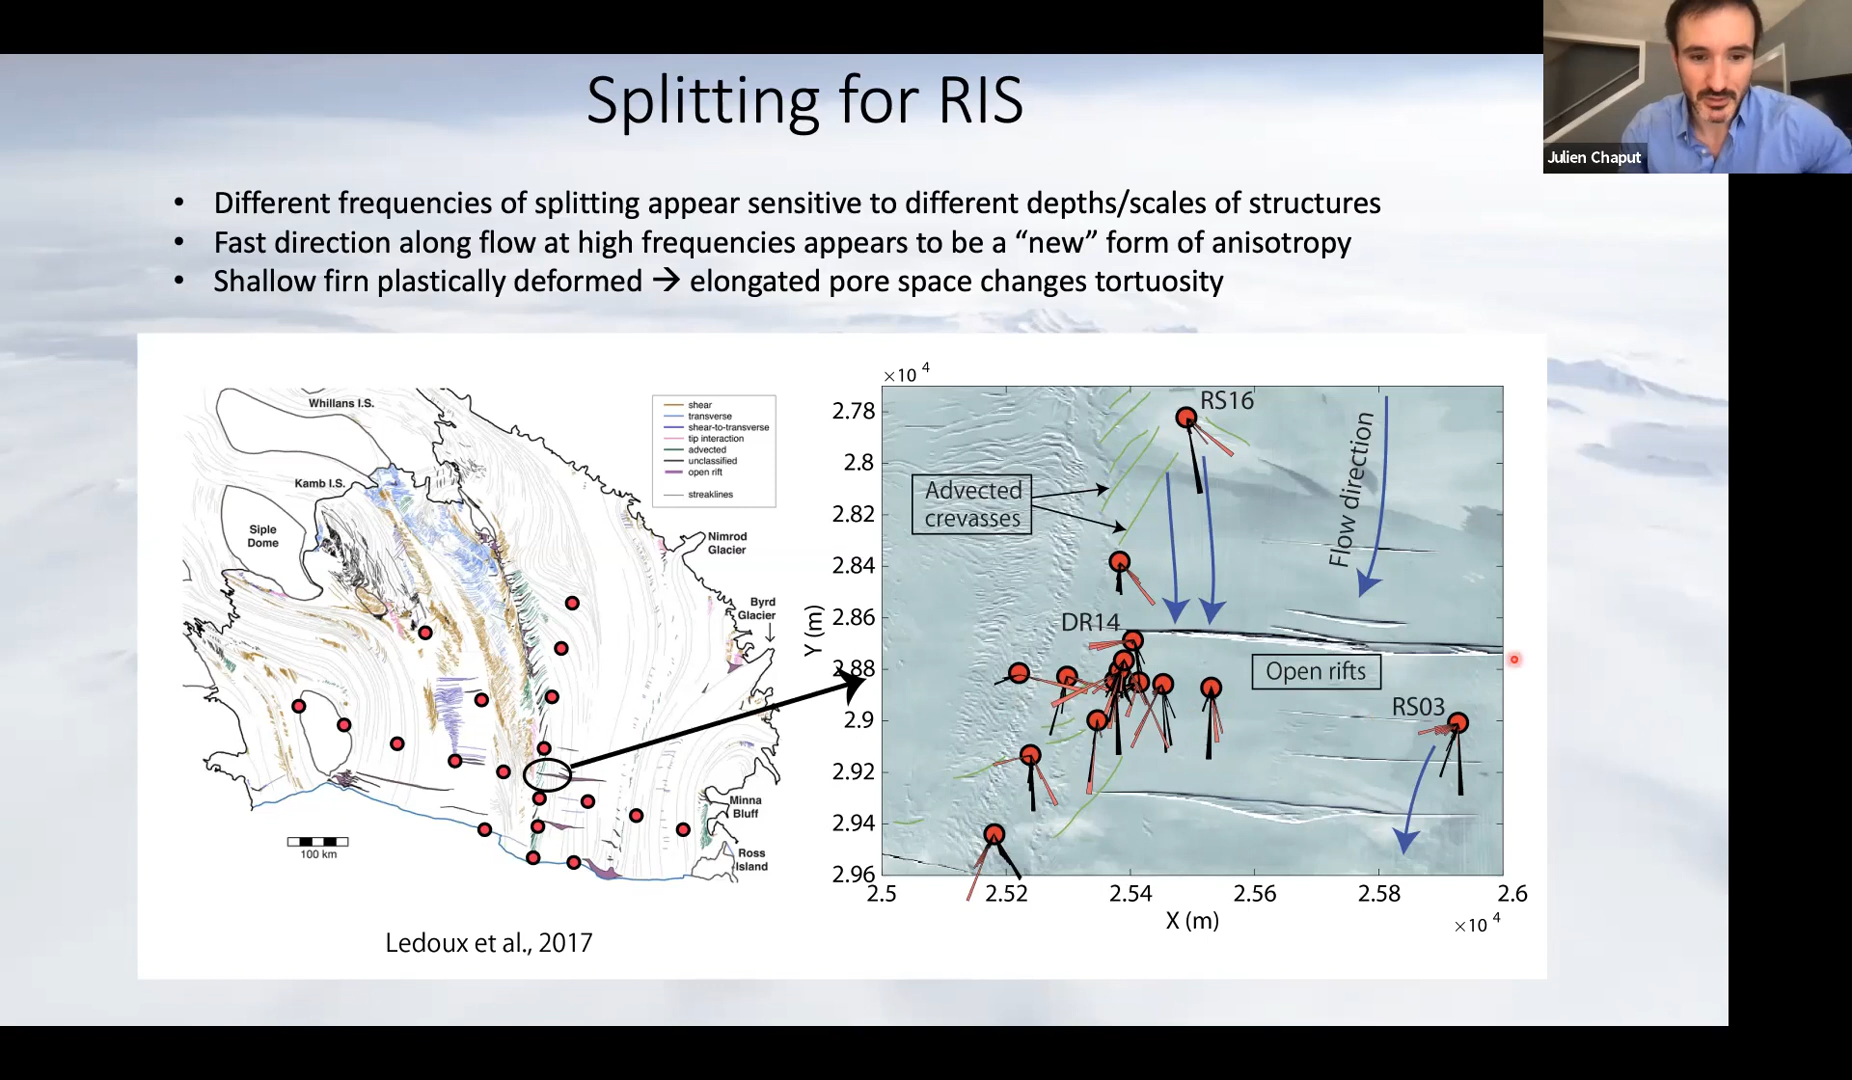 Splitting for RIS
Julien Chaput
• Different frequencies of splitting appear sensitive to different depths/scales of structures
• Fast direction along flow at high frequencies appears to be a “new” form of anisotropy
• Shallow firn plastically deformed → elongated pore space changes tortuosity
Whillans I.S.
Kamb I.S.
Siple
Dome
shear
transverse
shear-to-transverse
tip interaction
advected
unclassified
open rift
streaklines
Nimrod
Glacier
Byrd
Glacier
Minna
Bluff
Ross
Island
100 km
Ledoux et al., 2017
×10 4
2.78
2.8
2.82
2.84
2.86
2.88
2.9
2.92
2.94
2.96
Y (m)
RS16
Advected
crevasses
Flow direction
DR14
Open rifts
RS03
2.5
2.52
2.54
2.56
2.58
2.6
X (m)
×10 4